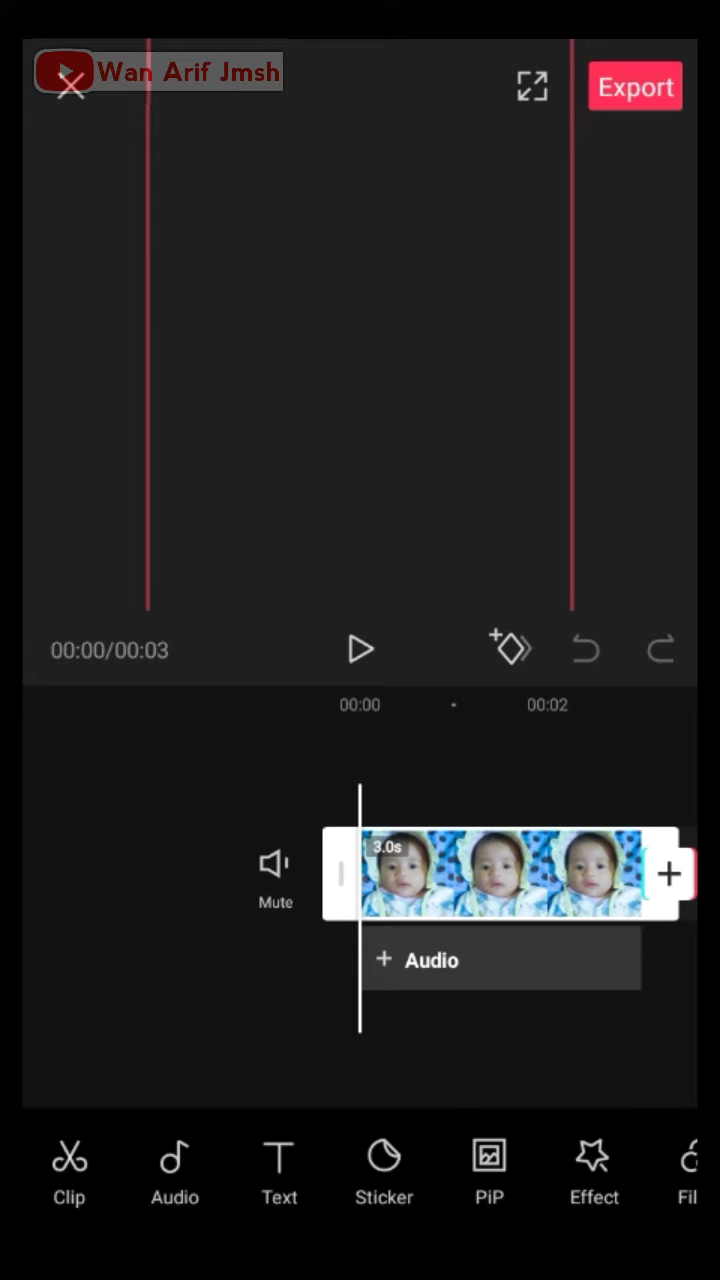 Wan Arif Jmsh
Export
00:00/00:03
00:00
00:02
3.0s
Mute
+ Audio
Clip
Audio
Text
Sticker
PiP
Effect
Fil